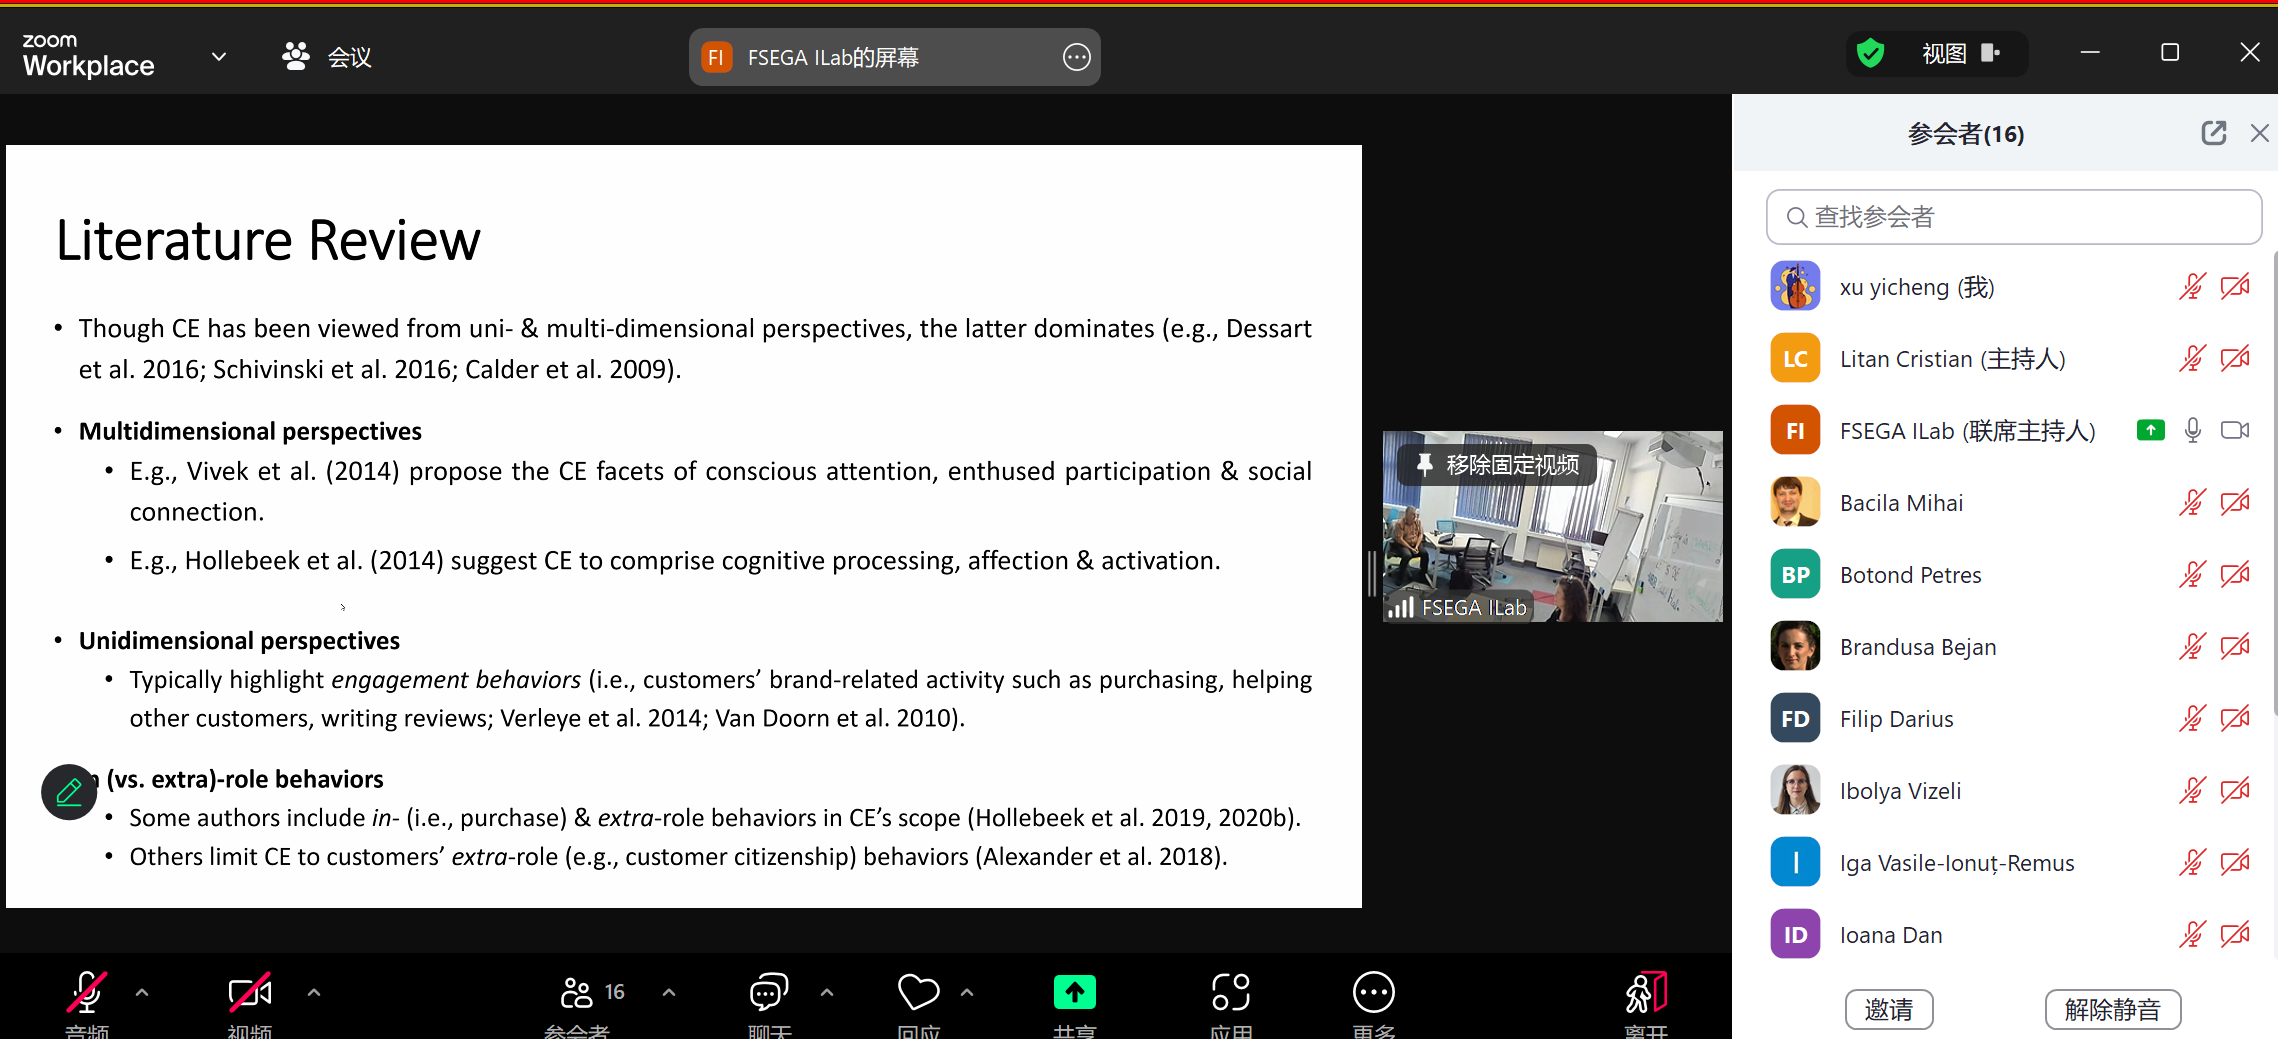 zoom
Workplace
会议
FI FSEGA ILab的屏幕
视图
Literature Review
• Though CE has been viewed from uni- & multi-dimensional perspectives, the latter dominates (e.g., Dessart
et al. 2016; Schivinski et al. 2016; Calder et al. 2009).
• Multidimensional perspectives
• E.g., Vivek et al. (2014) propose the CE facets of conscious attention, enthused participation & social
connection.
• E.g., Hollebeek et al. (2014) suggest CE to comprise cognitive processing, affection & activation.
• Unidimensional perspectives
• Typically highlight engagement behaviors (i.e., customers’ brand-related activity such as purchasing, helping
other customers, writing reviews; Verleye et al. 2014; Van Doorn et al. 2010).
(vs. extra)-role behaviors
• Some authors include in- (i.e., purchase) & extra-role behaviors in CE’s scope (Hollebeek et al. 2019, 2020b).
• Others limit CE to customers’ extra-role (e.g., customer citizenship) behaviors (Alexander et al. 2018).
移除固定视频
FSEGA ILab
参会者(16)
查找参会者
xu yicheng (我)
LC Litan Cristian (主持人)
FI FSEGA ILab (联席主持人)
Bacila Mihai
BP Botond Petres
Brandusa Bejan
FD Filip Darius
Ibolya Vizeli
I Iga Vasile-Ionuț-Remus
ID Ioana Dan
邀请 解除静音
16
音频 视频 参会者 聊天 回应 共享 应用 更多 离开